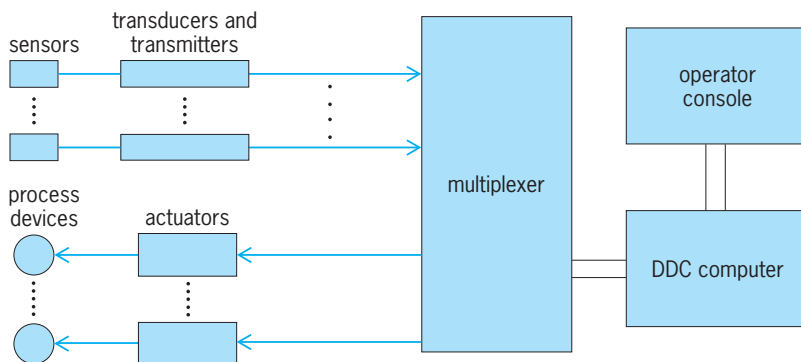 sensors
transducers and
transmitters
multiplexer
operator
console
process
devices
actuators
DDC computer